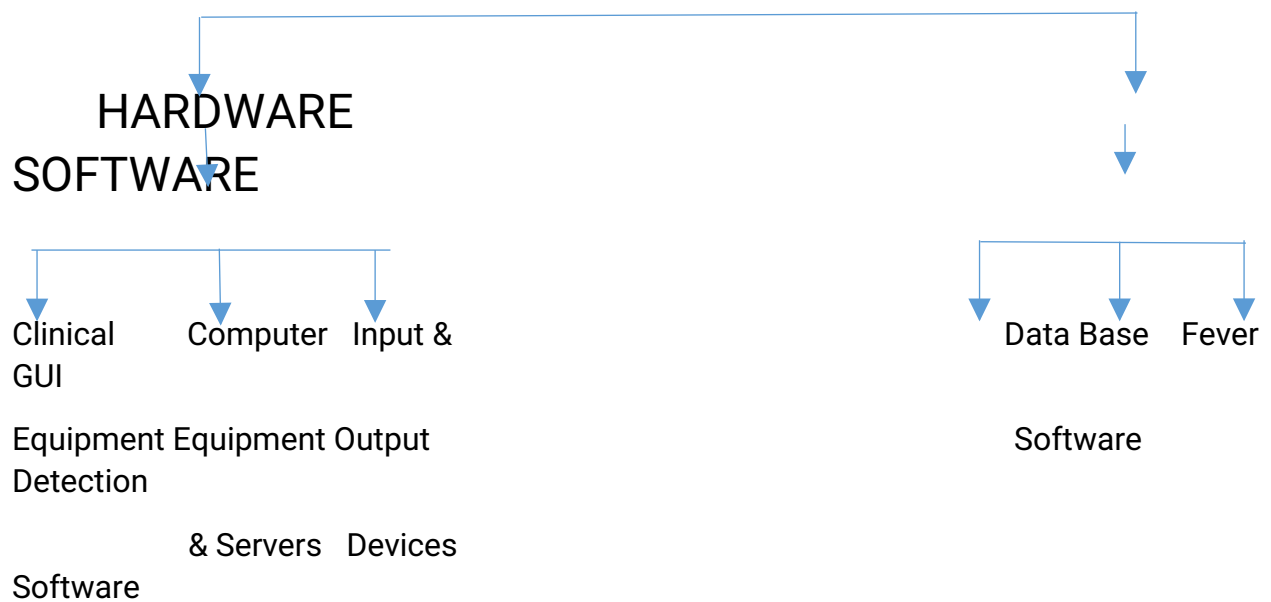 HARDWARE
SOFTWARE
Clinical Computer Input & Data Base Fever
GUI
Equipment Equipment Output Software
Detection
& Servers Devices
Software